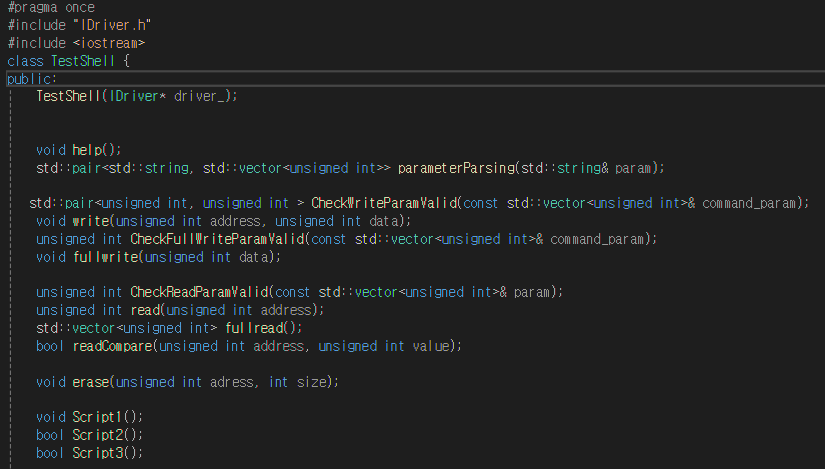 #pragma once
#include "IDriver.h"
#include <iostream>
class TestShell {
public:
TestShell(IDriver* driver_);
void help();
std::pair<std::string, std::vector<unsigned int>> parameterParsing(std::string& param);
std::pair<unsigned int, unsigned int > CheckWriteParamValid(const std::vector<unsigned int>& command_param);
void write(unsigned int address, unsigned int data);
unsigned int CheckFullWriteParamValid(const std::vector<unsigned int>& command_param);
void fullwrite(unsigned int data);
unsigned int CheckReadParamValid(const std::vector<unsigned int>& param);
unsigned int read(unsigned int address);
std::vector<unsigned int> fullread();
bool readCompare(unsigned int address, unsigned int value);
void erase(unsigned int adress, int size);
void Script1();
bool Script2();
bool Script3();